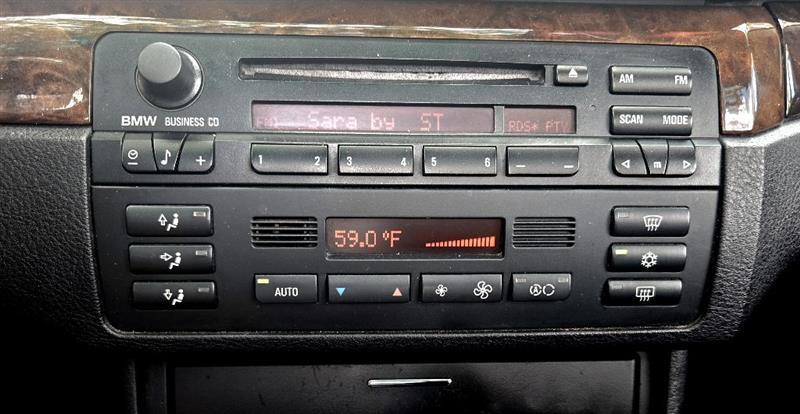 AM FM
FM1 Sara by ST RDS* PTY
BMW BUSINESS CD
SCAN MODE
1 2 3 4 5 6 — —
+ m
59.0 °F
AUTO
A